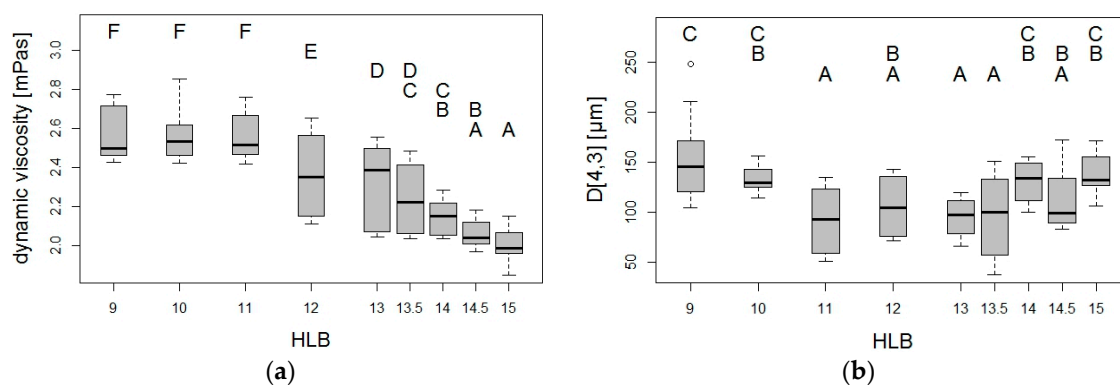 F F F E D D C B A
C C B A A
3.0 2.8 2.6 2.4 2.2 2.0
dynamic viscosity [mPas]
9 10 11 12 13 13.5 14 14.5 15
HLB
(a)
C C B C C
B A A A B B B
A A
250 200 150 100 50
D[4,3] [µm]
9 10 11 12 13 13.5 14 14.5 15
HLB
(b)